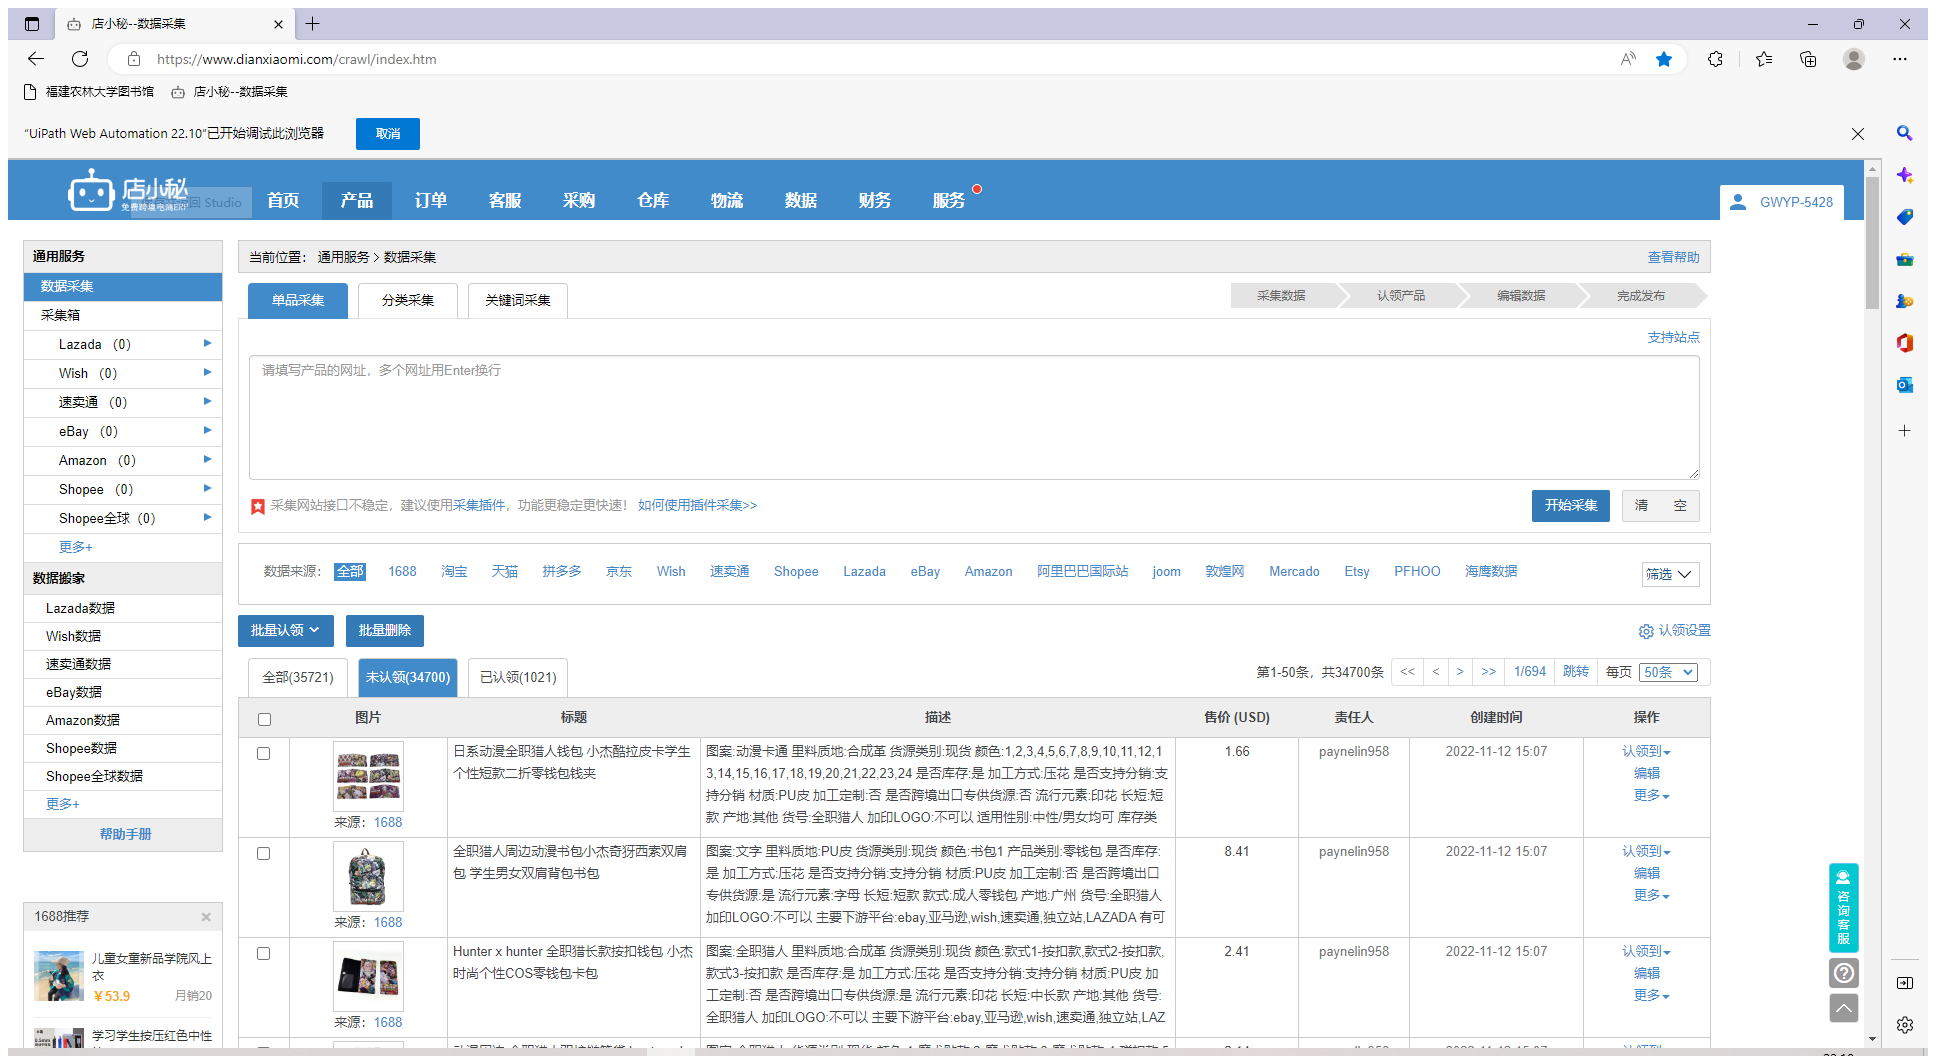 店小秘--数据采集
https://www.dianxiaomi.com/crawl/index.htm
福建农林大学图书馆 店小秘--数据采集
"UiPath Web Automation 22.10"已开始调试此浏览器 取消
店小秘
免费跨境电商ERP
回 Studio
首页 产品 订单 客服 采购 仓库 物流 数据 财务 服务
GWYP-5428
通用服务
数据采集
采集箱
Lazada (0)
Wish (0)
速卖通 (0)
eBay (0)
Amazon (0)
Shopee (0)
Shopee全球 (0)
更多+
数据搬家
Lazada数据
Wish数据
速卖通数据
eBay数据
Amazon数据
Shopee数据
Shopee全球数据
更多+
帮助手册
1688推荐
儿童女童新品学院风上
衣
¥53.9 月销20
学习学生按压红色中性
当前位置： 通用服务 > 数据采集 查看帮助
单品采集 分类采集 关键词采集
采集数据 认领产品 编辑数据 完成发布
支持站点
请填写产品的网址，多个网址用Enter换行
采集网站接口不稳定，建议使用采集插件，功能更稳定更快速！ 如何使用插件采集>>
开始采集 清 空
数据来源： 全部 1688 淘宝 天猫 拼多多 京东 Wish 速卖通 Shopee Lazada eBay Amazon 阿里巴巴国际站 joom 敦煌网 Mercado Etsy PFHOO 海鹰数据 筛选
批量认领 批量删除 认领设置
全部(35721) 未认领(34700) 已认领(1021)
第1-50条，共34700条 << < > >> 1/694 跳转 每页 50条
图片 标题 描述 售价 (USD) 责任人 创建时间 操作
来源：1688
日系动漫全职猎人钱包 小杰酷拉皮卡学生
个性短款二折零钱包钱夹
图案:动漫卡通 里料质地:合成革 货源类别:现货 颜色:1,2,3,4,5,6,7,8,9,10,11,12,1
3,14,15,16,17,18,19,20,21,22,23,24 是否库存:是 加工方式:压花 是否支持分销:支
持分销 材质:PU皮 加工定制:否 是否跨境出口专供货源:否 流行元素:印花 长短:短
款 产地:其他 货号:全职猎人 加印LOGO:不可以 适用性别:中性/男女均可 库存类
1.66 paynelin958 2022-11-12 15:07
认领到
编辑
更多
来源：1688
全职猎人周边动漫书包小杰奇犽西索双肩
包 学生男女双肩背包书包
图案:文字 里料质地:PU皮 货源类别:现货 颜色:书包1 产品类别:零钱包 是否库存:
是 加工方式:压花 是否支持分销:支持分销 材质:PU皮 加工定制:否 是否跨境出口
专供货源:是 流行元素:字母 长短:短款 款式:成人零钱包 产地:广州 货号:全职猎人
加印LOGO:不可以 主要下游平台:ebay,亚马逊,wish,速卖通,独立站,LAZADA 有可
8.41 paynelin958 2022-11-12 15:07
认领到
编辑
更多
来源：1688
Hunter x hunter 全职猎长款按扣钱包 小杰
时尚个性COS零钱包卡包
图案:全职猎人 里料质地:合成革 货源类别:现货 颜色:款式1-按扣款,款式2-按扣款,
款式3-按扣款 是否库存:是 加工方式:压花 是否支持分销:支持分销 材质:PU皮 加
工定制:否 是否跨境出口专供货源:是 流行元素:印花 长短:中长款 产地:其他 货号:
全职猎人 加印LOGO:不可以 主要下游平台:ebay,亚马逊,wish,速卖通,独立站,LAZ
2.41 paynelin958 2022-11-12 15:07
认领到
编辑
更多
咨询客服